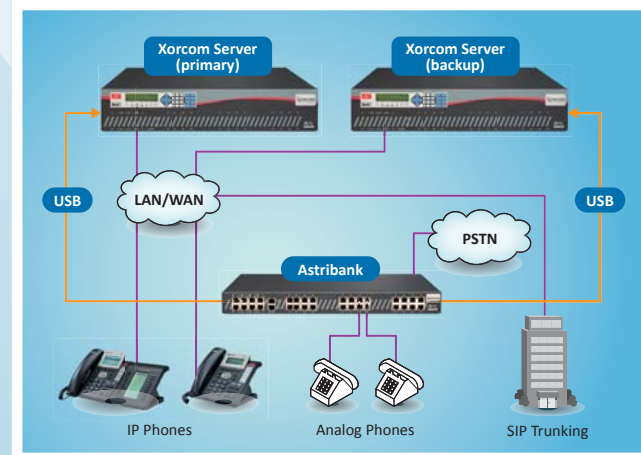 Xorcom Server
(primary)
Xorcom Server
(backup)
USB
LAN/WAN
USB
PSTN
Astribank
IP Phones
Analog Phones
SIP Trunking